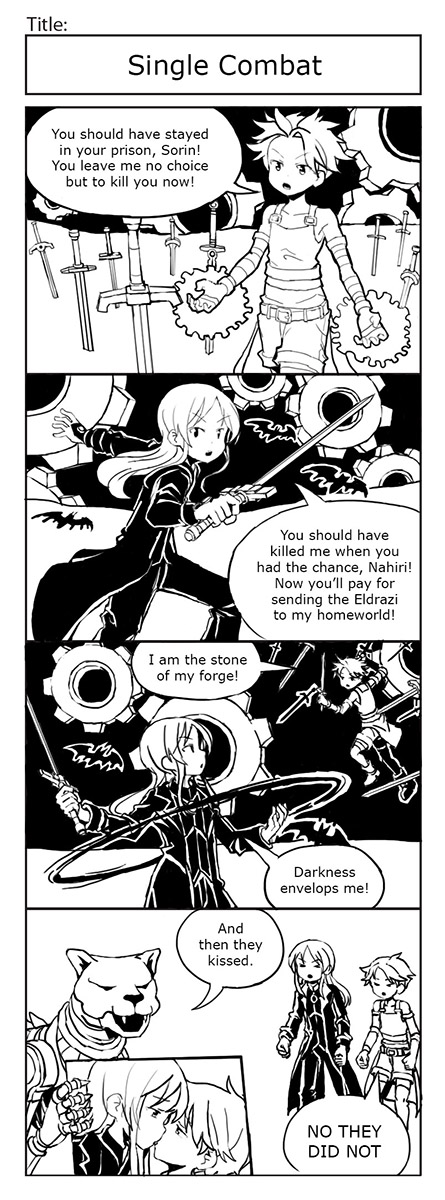 Title:
Single Combat
You should have stayed
in your prison, Sorin!
You leave me no choice
but to kill you now!
You should have
killed me when you
had the chance, Nahiri!
Now you'll pay for
sending the Eldrazi
to my homeworld!
I am the stone
of my forge!
Darkness
envelops me!
And
then they
kissed.
NO THEY
DID NOT